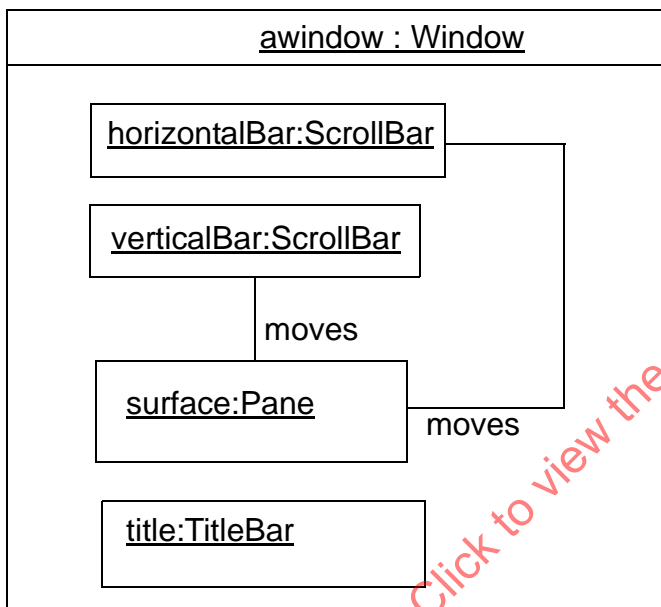 awindow : Window
horizontalBar:ScrollBar
verticalBar:ScrollBar
moves
surface:Pane
moves
title:TitleBar
Click to view the